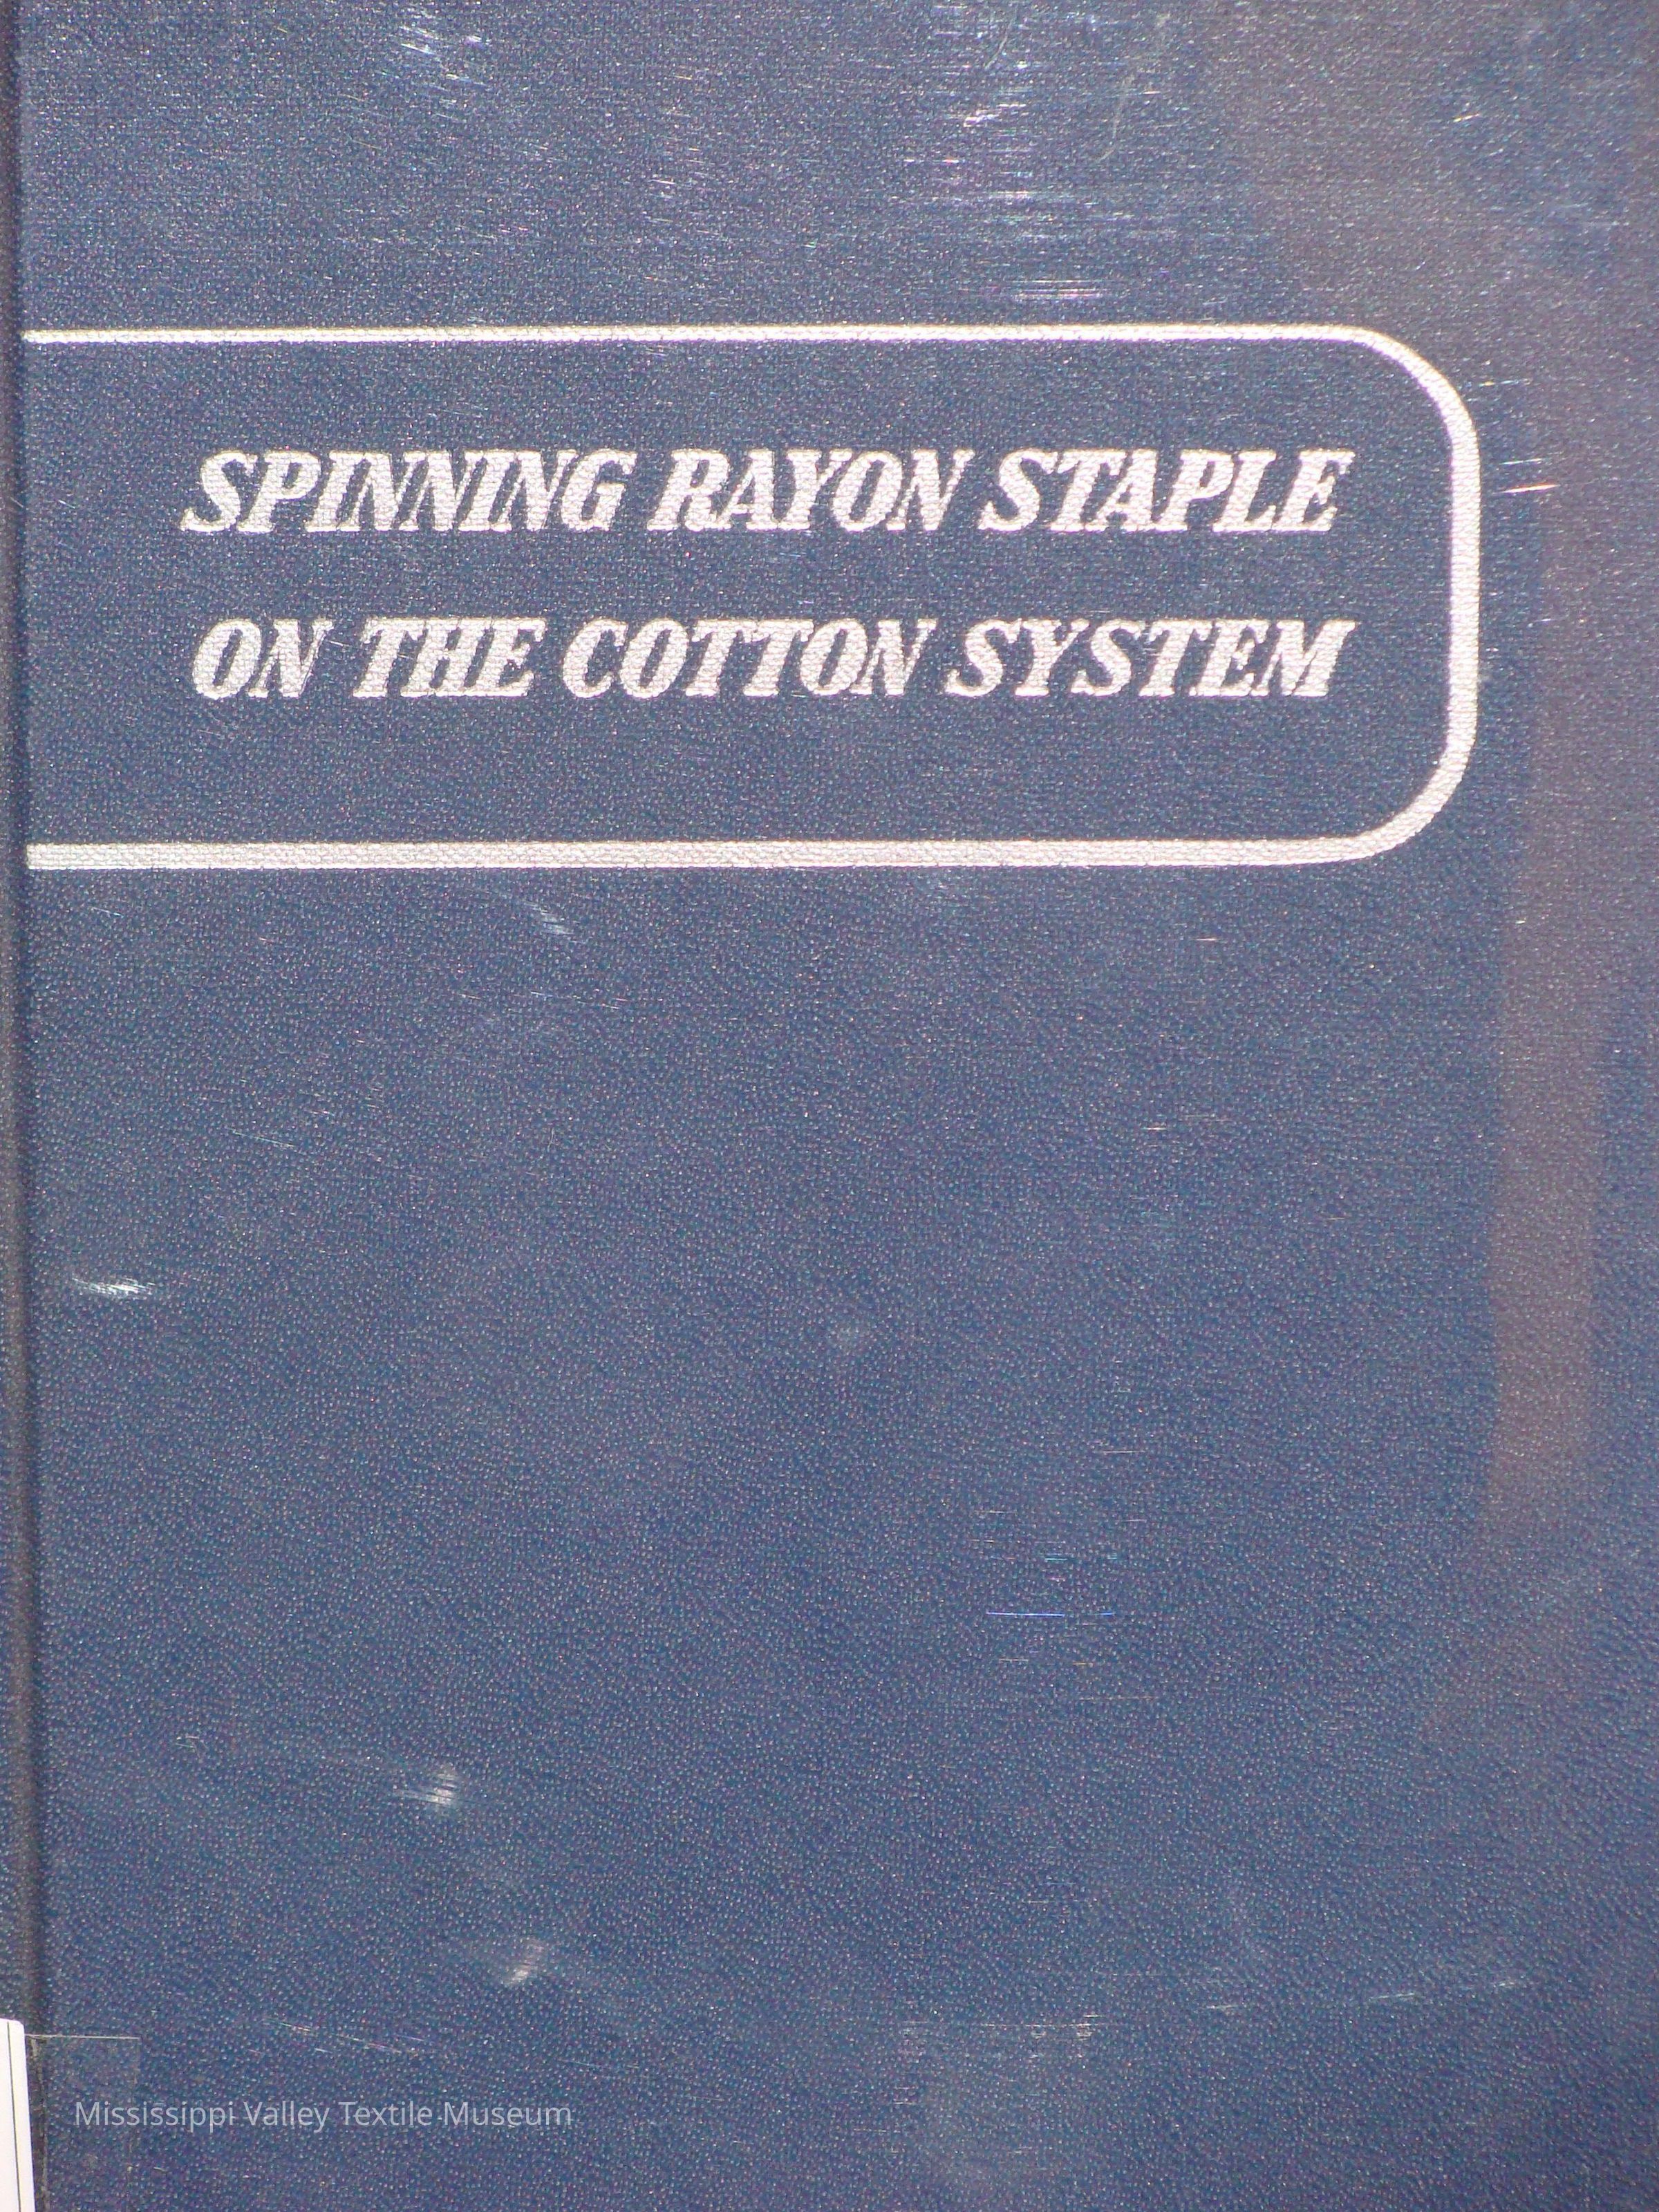 SPINNING RAYON STAPLE
ON THE COTTON SYSTEM
Mississippi Valley Textile Museum